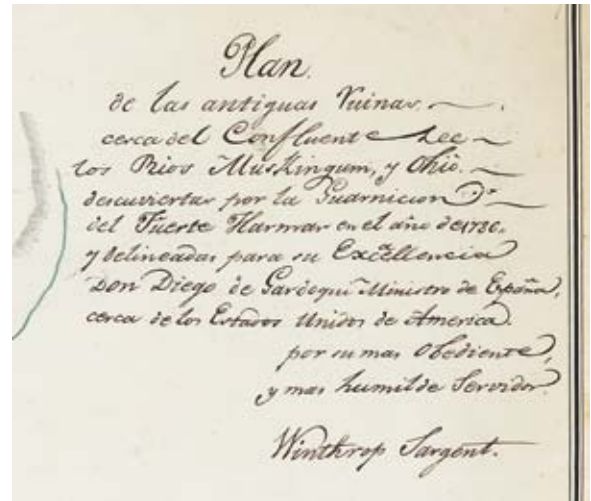 Plan.
de las antiguas Ruinas.
cerca del Confluente dee
los Rios Muskingum, y Ohio.
descuviertas por la Guarnicion
del Fuerte Harmar en el año de 1786.
y delineadas para su Excellencia
Don Diego de Gardoqui Ministro de España,
cerca de los Estados Unidos de America.
por su mas Obediente,
y mas humilde Servidor.
Winthrop Sargent.